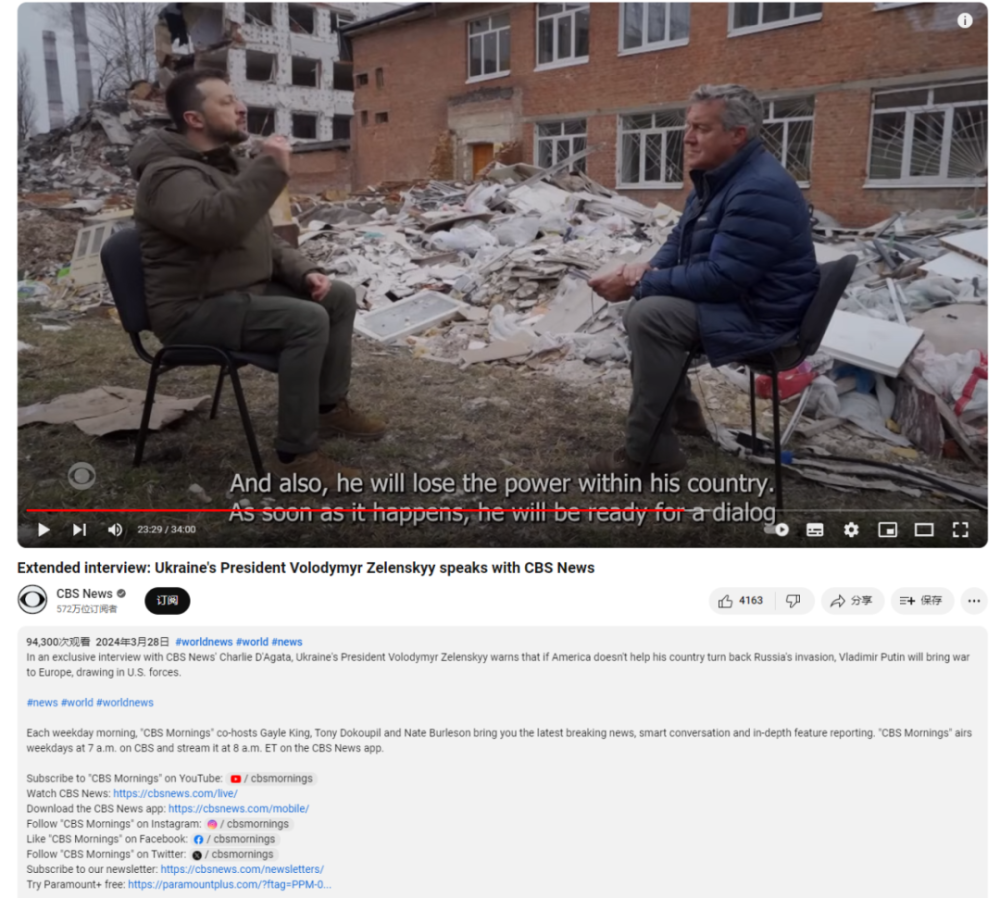 And also, he will lose the power within his country.
As soon as it happens, he will be ready for a dialog
23:29 / 34:00
Extended interview: Ukraine's President Volodymyr Zelenskyy speaks with CBS News
CBS News
572万位订阅者
订阅
4163
分享
保存
94,300次观看 2024年3月28日 #worldnews #world #news
In an exclusive interview with CBS News' Charlie D'Agata, Ukraine's President Volodymyr Zelenskyy warns that if America doesn't help his country turn back Russia's invasion, Vladimir Putin will bring war
to Europe, drawing in U.S. forces.
#news #world #worldnews
Each weekday morning, "CBS Mornings" co-hosts Gayle King, Tony Dokoupil and Nate Burleson bring you the latest breaking news, smart conversation and in-depth feature reporting. "CBS Mornings" airs
weekdays at 7 a.m. on CBS and stream it at 8 a.m. ET on the CBS News app.
Subscribe to "CBS Mornings" on YouTube: / cbsmornings
Watch CBS News: https://cbsnews.com/live/
Download the CBS News app: https://cbsnews.com/mobile/
Follow "CBS Mornings" on Instagram: / cbsmornings
Like "CBS Mornings" on Facebook: / cbsmornings
Follow "CBS Mornings" on Twitter: / cbsmornings
Subscribe to our newsletter: https://cbsnews.com/newsletters/
Try Paramount+ free: https://paramountplus.com/?ftag=PPM-0...